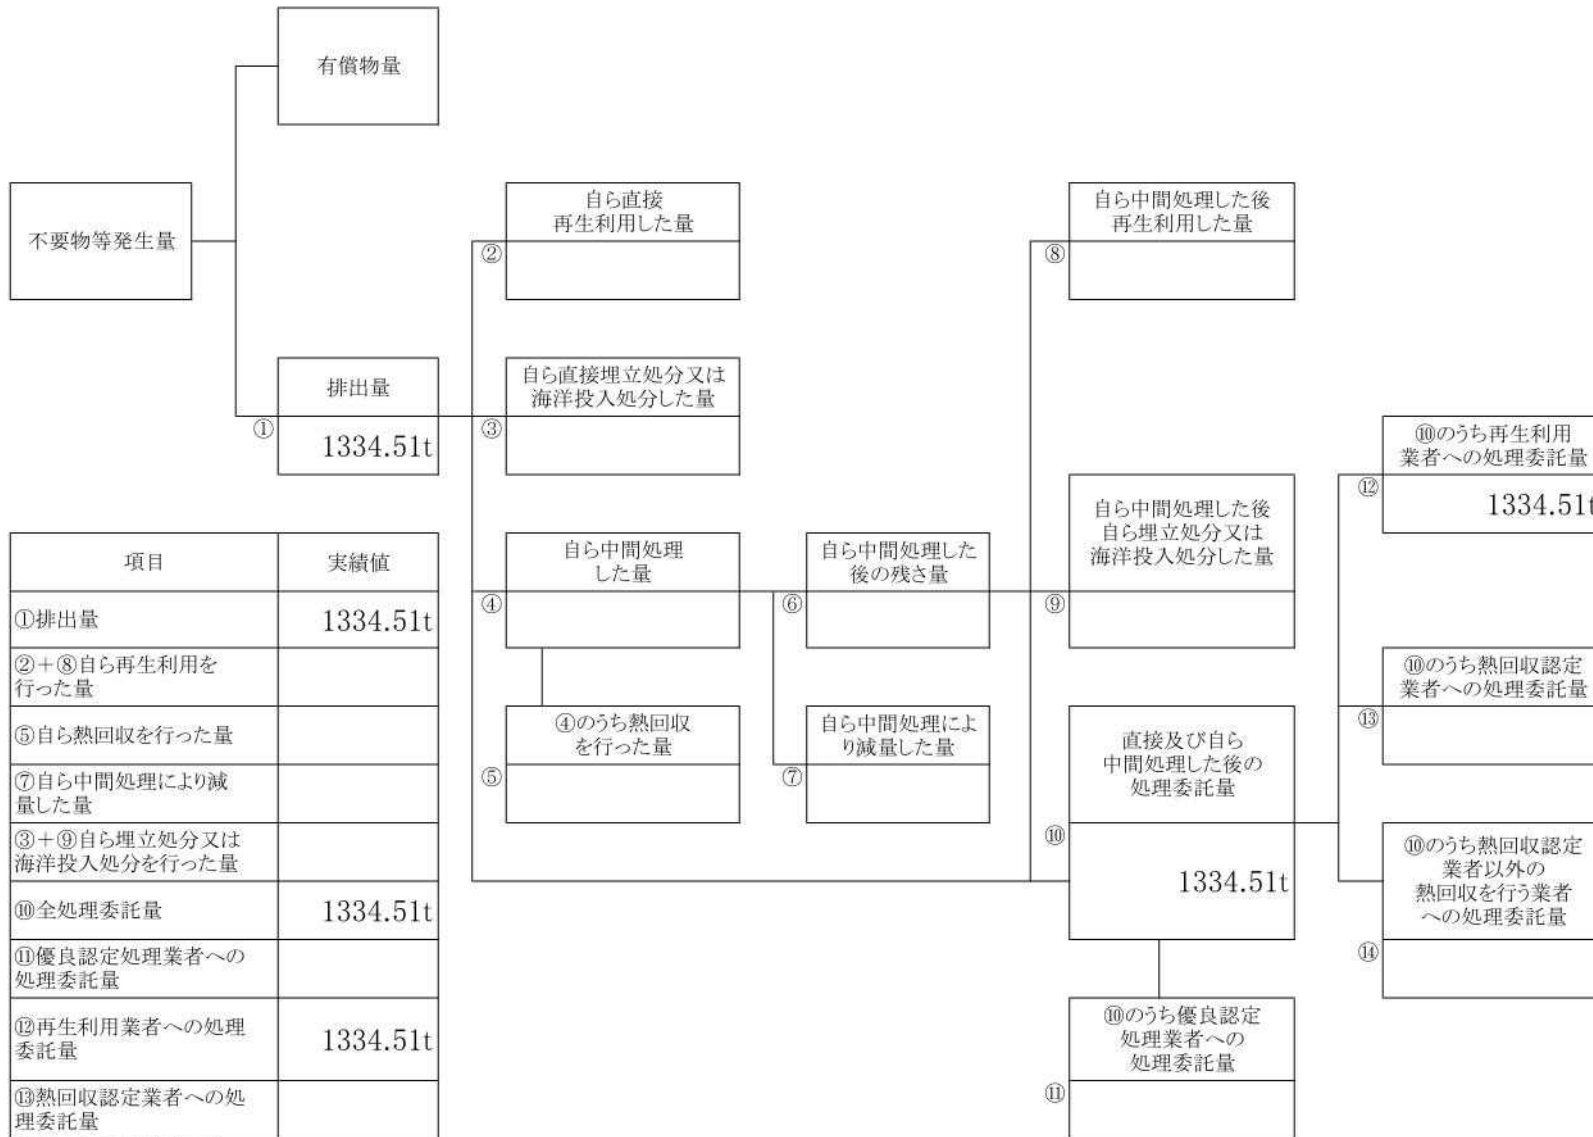 有償物量
不要物等発生量
自ら直接
再生利用した量
②
自ら中間処理した後
再生利用した量
⑧
排出量
①
1334.51t
自ら直接埋立処分又は
海洋投入処分した量
③
⑩のうち再生利用
業者への処理委託量
⑫
1334.51t
自ら中間処理した後
自ら埋立処分又は
海洋投入処分した量
⑨
自ら中間処理
した量
④
自ら中間処理した
後の残さ量
⑥
⑩のうち熱回収認定
業者への処理委託量
⑬
④のうち熱回収
を行った量
⑤
自ら中間処理によ
り減量した量
⑦
直接及び自ら
中間処理した後の
処理委託量
⑩
1334.51t
⑩のうち熱回収認定
業者以外の
熱回収を行う業者
への処理委託量
⑭
⑩のうち優良認定
処理業者への
処理委託量
⑪
項目 実績値
①排出量 1334.51t
②+⑧自ら再生利用を
行った量
⑤自ら熱回収を行った量
⑦自ら中間処理により減
量した量
③+⑨自ら埋立処分又は
海洋投入処分を行った量
⑩全処理委託量 1334.51t
⑪優良認定処理業者への
処理委託量
⑫再生利用業者への処理
委託量 1334.51t
⑬熱回収認定業者への処
理委託量